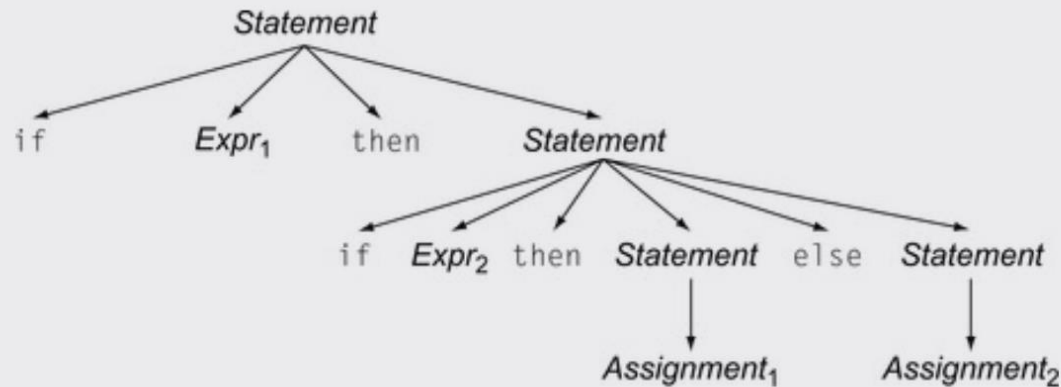 Statement
if Expr₁ then Statement
if Expr₂ then Statement else Statement
Assignment₁ Assignment₂